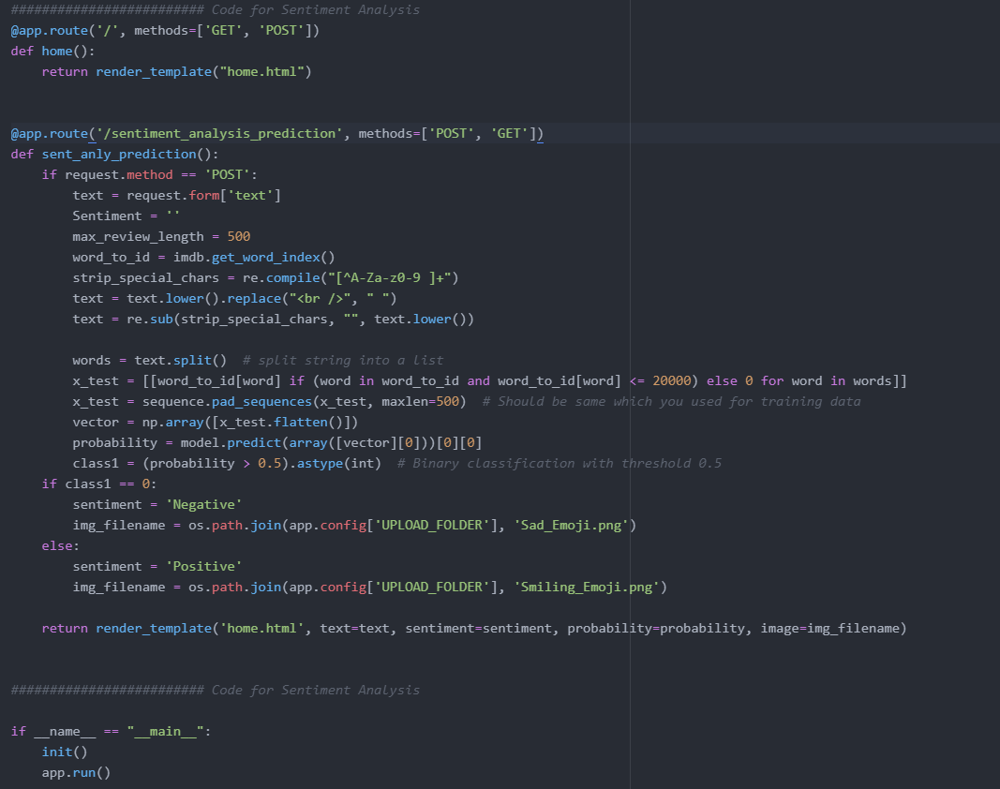 ######################### Code for Sentiment Analysis
@app.route('/', methods=['GET', 'POST'])
def home():
    return render_template("home.html")


@app.route('/sentiment_analysis_prediction', methods=['POST', 'GET'])
def sent_anly_prediction():
    if request.method == 'POST':
        text = request.form['text']
        Sentiment = ''
        max_review_length = 500
        word_to_id = imdb.get_word_index()
        strip_special_chars = re.compile("[^A-Za-z0-9 ]+")
        text = text.lower().replace("<br />", " ")
        text = re.sub(strip_special_chars, "", text.lower())

        words = text.split()  # split string into a list
        x_test = [[word_to_id[word] if (word in word_to_id and word_to_id[word] <= 20000) else 0 for word in words]]
        x_test = sequence.pad_sequences(x_test, maxlen=500)  # Should be same which you used for training data
        vector = np.array([x_test.flatten()])
        probability = model.predict(array([vector][0]))[0][0]
        class1 = (probability > 0.5).astype(int)  # Binary classification with threshold 0.5
    if class1 == 0:
        sentiment = 'Negative'
        img_filename = os.path.join(app.config['UPLOAD_FOLDER'], 'Sad_Emoji.png')
    else:
        sentiment = 'Positive'
        img_filename = os.path.join(app.config['UPLOAD_FOLDER'], 'Smiling_Emoji.png')

    return render_template('home.html', text=text, sentiment=sentiment, probability=probability, image=img_filename)


######################### Code for Sentiment Analysis

if __name__ == "__main__":
    init()
    app.run()